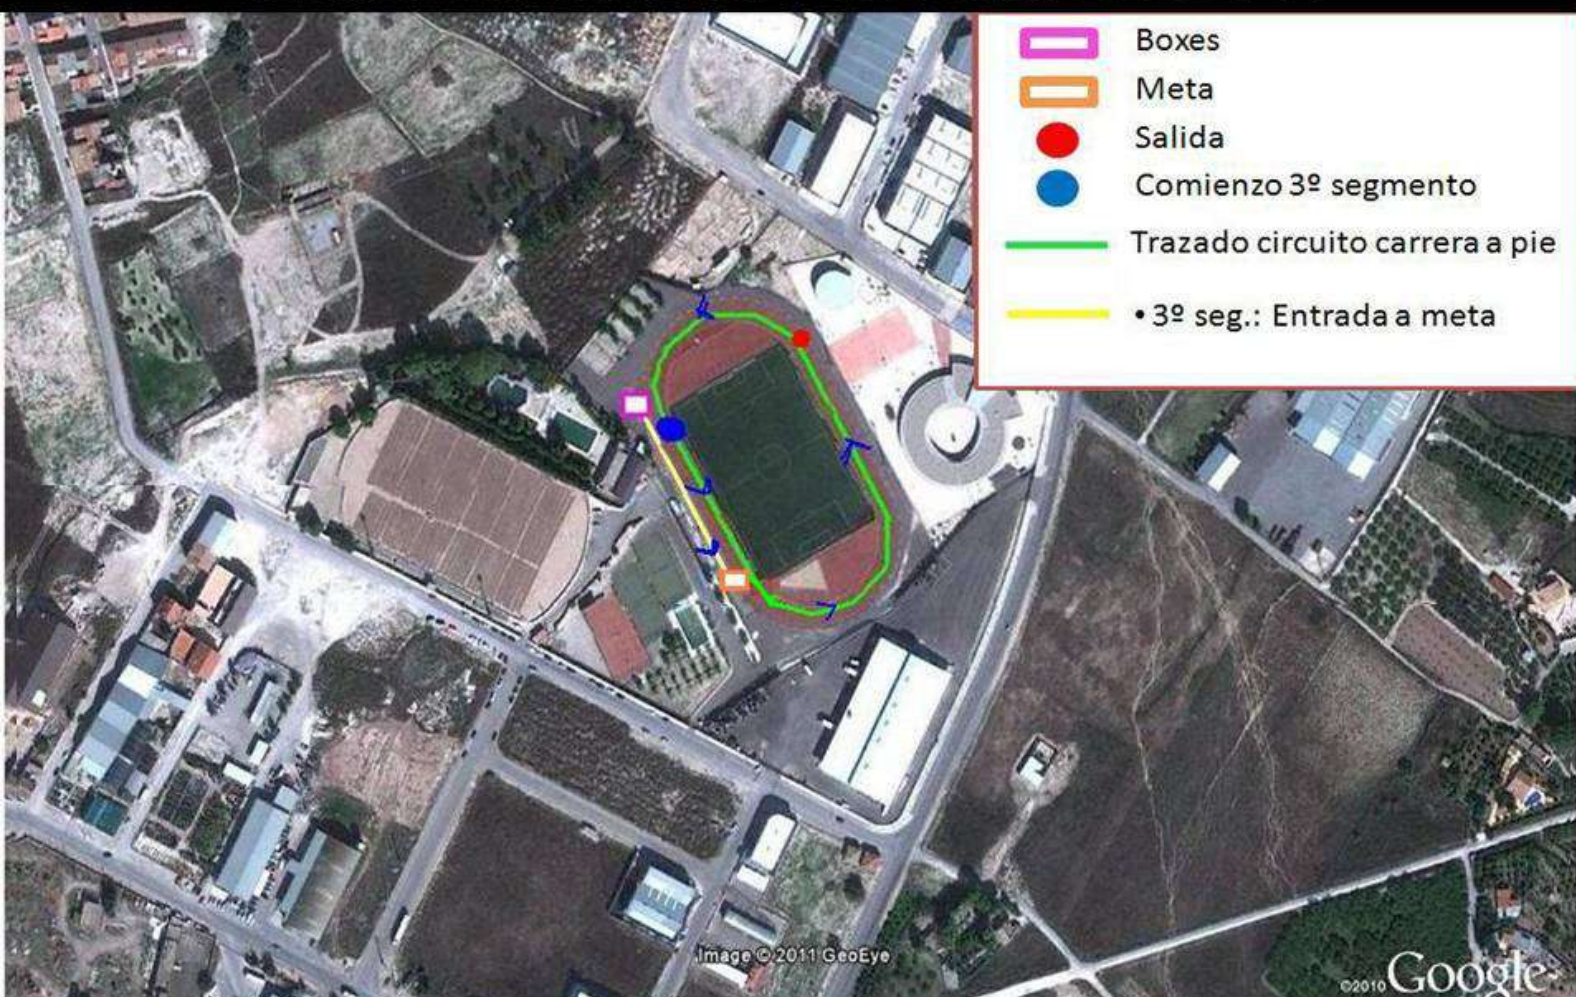 Boxes
Meta
Salida
Comienzo 3º segmento
Trazado circuito carrera a pie
• 3º seg.: Entrada a meta
Image © 2011 GeoEye
©2010 Google